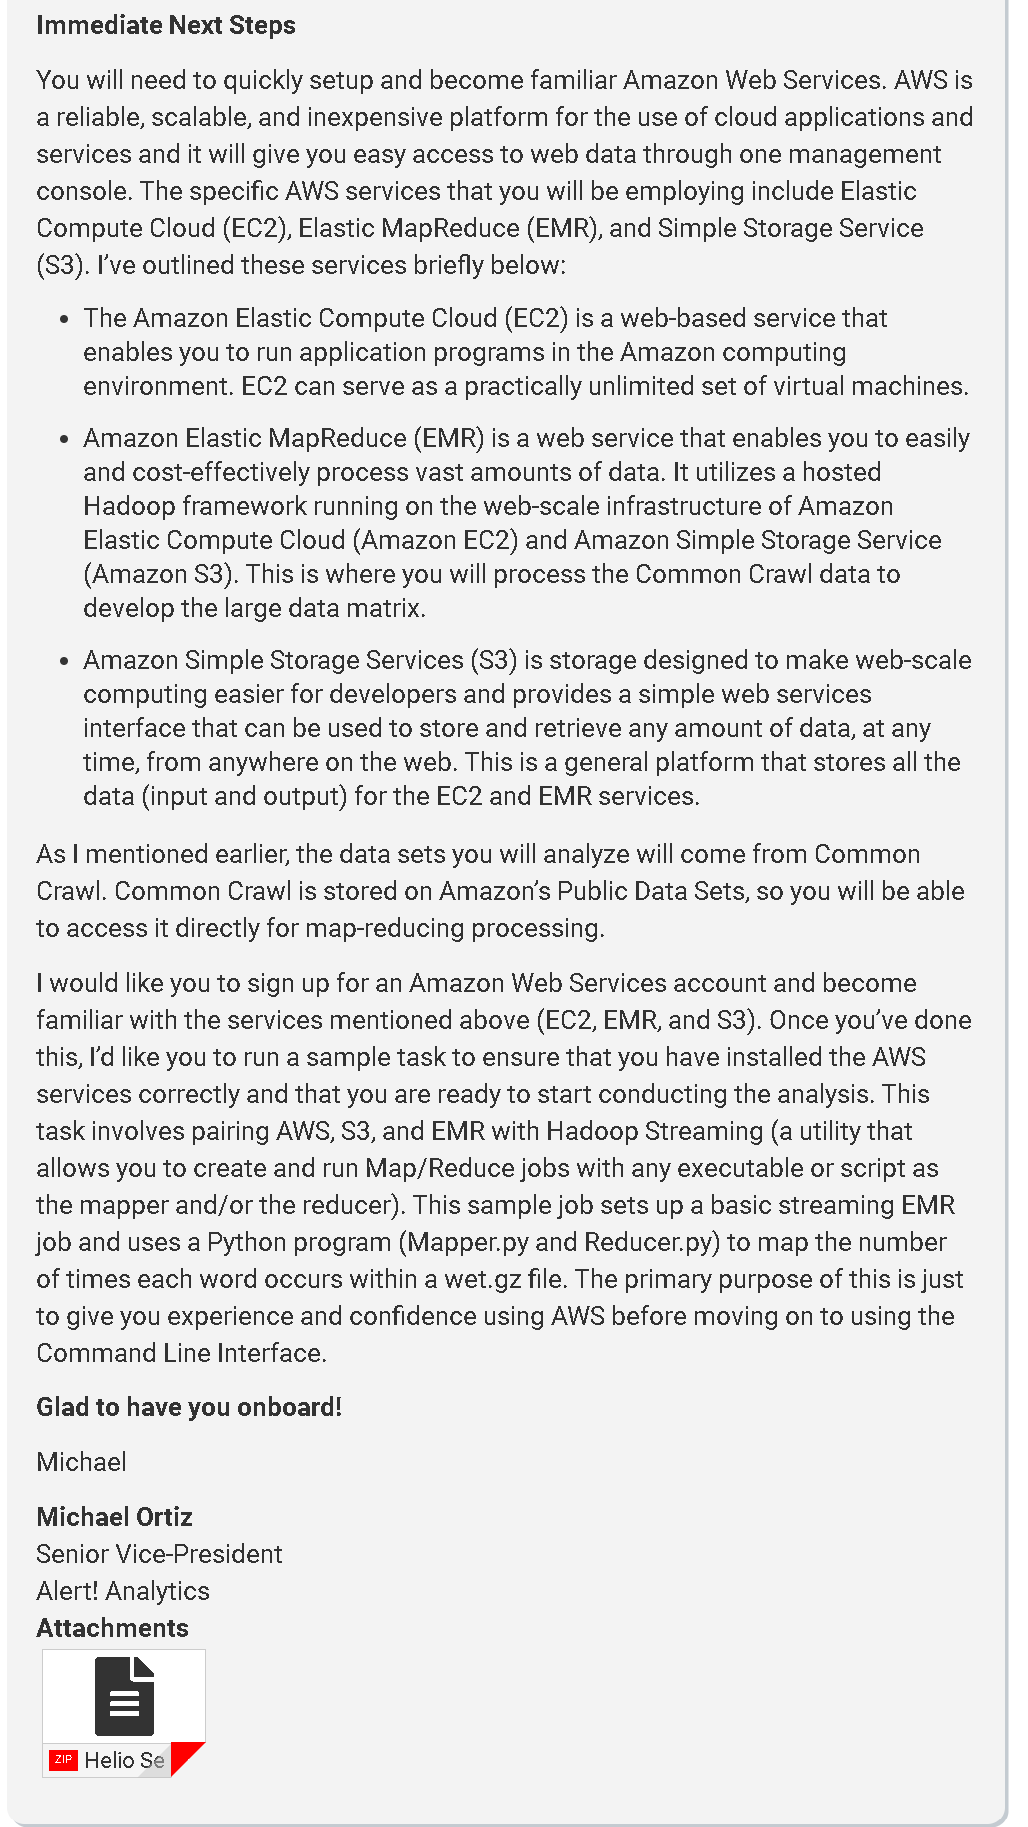 Immediate Next Steps
You will need to quickly setup and become familiar Amazon Web Services. AWS is
a reliable, scalable, and inexpensive platform for the use of cloud applications and
services and it will give you easy access to web data through one management
console. The specific AWS services that you will be employing include Elastic
Compute Cloud (EC2), Elastic MapReduce (EMR), and Simple Storage Service
(S3). I’ve outlined these services briefly below:
• The Amazon Elastic Compute Cloud (EC2) is a web-based service that
enables you to run application programs in the Amazon computing
environment. EC2 can serve as a practically unlimited set of virtual machines.
• Amazon Elastic MapReduce (EMR) is a web service that enables you to easily
and cost-effectively process vast amounts of data. It utilizes a hosted
Hadoop framework running on the web-scale infrastructure of Amazon
Elastic Compute Cloud (Amazon EC2) and Amazon Simple Storage Service
(Amazon S3). This is where you will process the Common Crawl data to
develop the large data matrix.
• Amazon Simple Storage Services (S3) is storage designed to make web-scale
computing easier for developers and provides a simple web services
interface that can be used to store and retrieve any amount of data, at any
time, from anywhere on the web. This is a general platform that stores all the
data (input and output) for the EC2 and EMR services.
As I mentioned earlier, the data sets you will analyze will come from Common
Crawl. Common Crawl is stored on Amazon’s Public Data Sets, so you will be able
to access it directly for map-reducing processing.
I would like you to sign up for an Amazon Web Services account and become
familiar with the services mentioned above (EC2, EMR, and S3). Once you’ve done
this, I’d like you to run a sample task to ensure that you have installed the AWS
services correctly and that you are ready to start conducting the analysis. This
task involves pairing AWS, S3, and EMR with Hadoop Streaming (a utility that
allows you to create and run Map/Reduce jobs with any executable or script as
the mapper and/or the reducer). This sample job sets up a basic streaming EMR
job and uses a Python program (Mapper.py and Reducer.py) to map the number
of times each word occurs within a wet.gz file. The primary purpose of this is just
to give you experience and confidence using AWS before moving on to using the
Command Line Interface.
Glad to have you onboard!
Michael
Michael Ortiz
Senior Vice-President
Alert! Analytics
Attachments
ZIP Helio Se